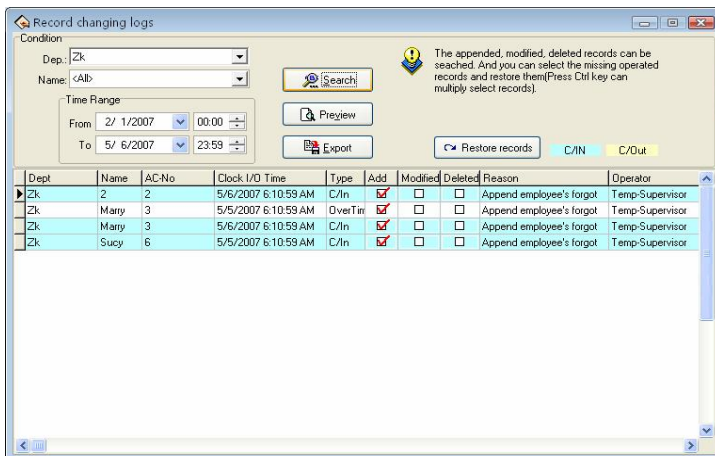 Record changing logs
Condition
Dep.: Zk
Name: <All>
Time Range
From 2/ 1/2007 00:00
To 5/ 6/2007 23:59
Search
Preview
Export
The appended, modified, deleted records can be
seached. And you can select the missing operated
records and restore them(Press Ctrl key can
multiply select records).
Restore records C/IN C/Out
Dept Name AC-No Clock I/O Time Type Add Modified Deleted Reason Operator
Zk 2 2 5/6/2007 6:10:59 AM C/In Append employee's forgot Temp-Supervisor
Zk Marry 3 5/5/2007 6:10:59 AM OverTim Append employee's forgot Temp-Supervisor
Zk Marry 3 5/6/2007 6:10:59 AM C/In Append employee's forgot Temp-Supervisor
Zk Sucy 6 5/5/2007 6:10:59 AM C/In Append employee's forgot Temp-Supervisor